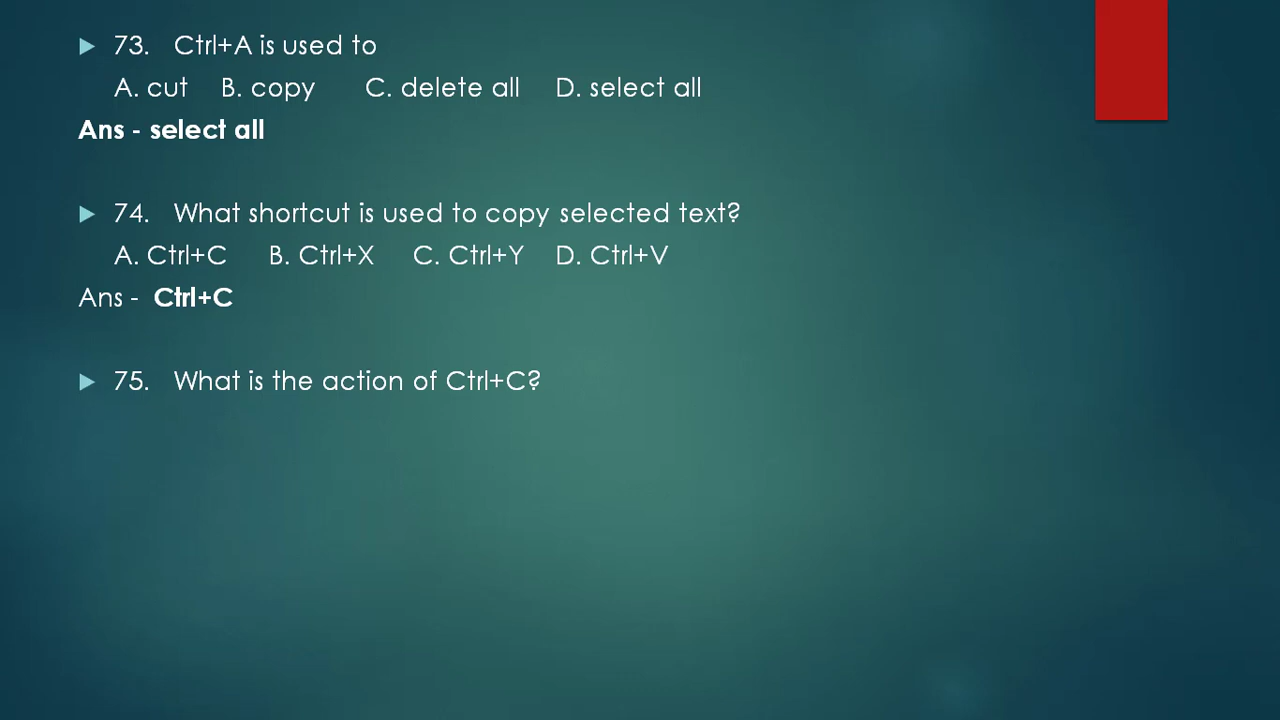 73. Ctrl+A is used to
A. cut B. copy C. delete all D. select all
Ans - select all
74. What shortcut is used to copy selected text?
A. Ctrl+C B. Ctrl+X C. Ctrl+Y D. Ctrl+V
Ans - Ctrl+C
75. What is the action of Ctrl+C?